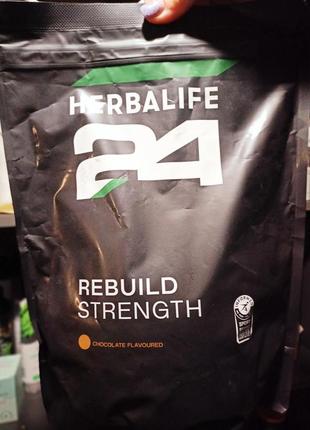 HERBALIFE
24
REBUILD
STRENGTH
CHOCOLATE FLAVOURED